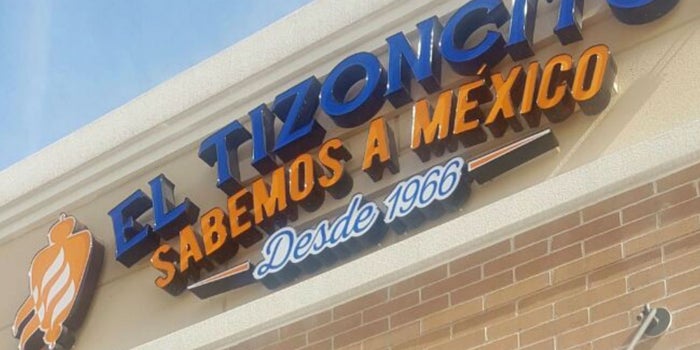 EL TIZONCITO
SABEMOS A MÉXICO
Desde 1966